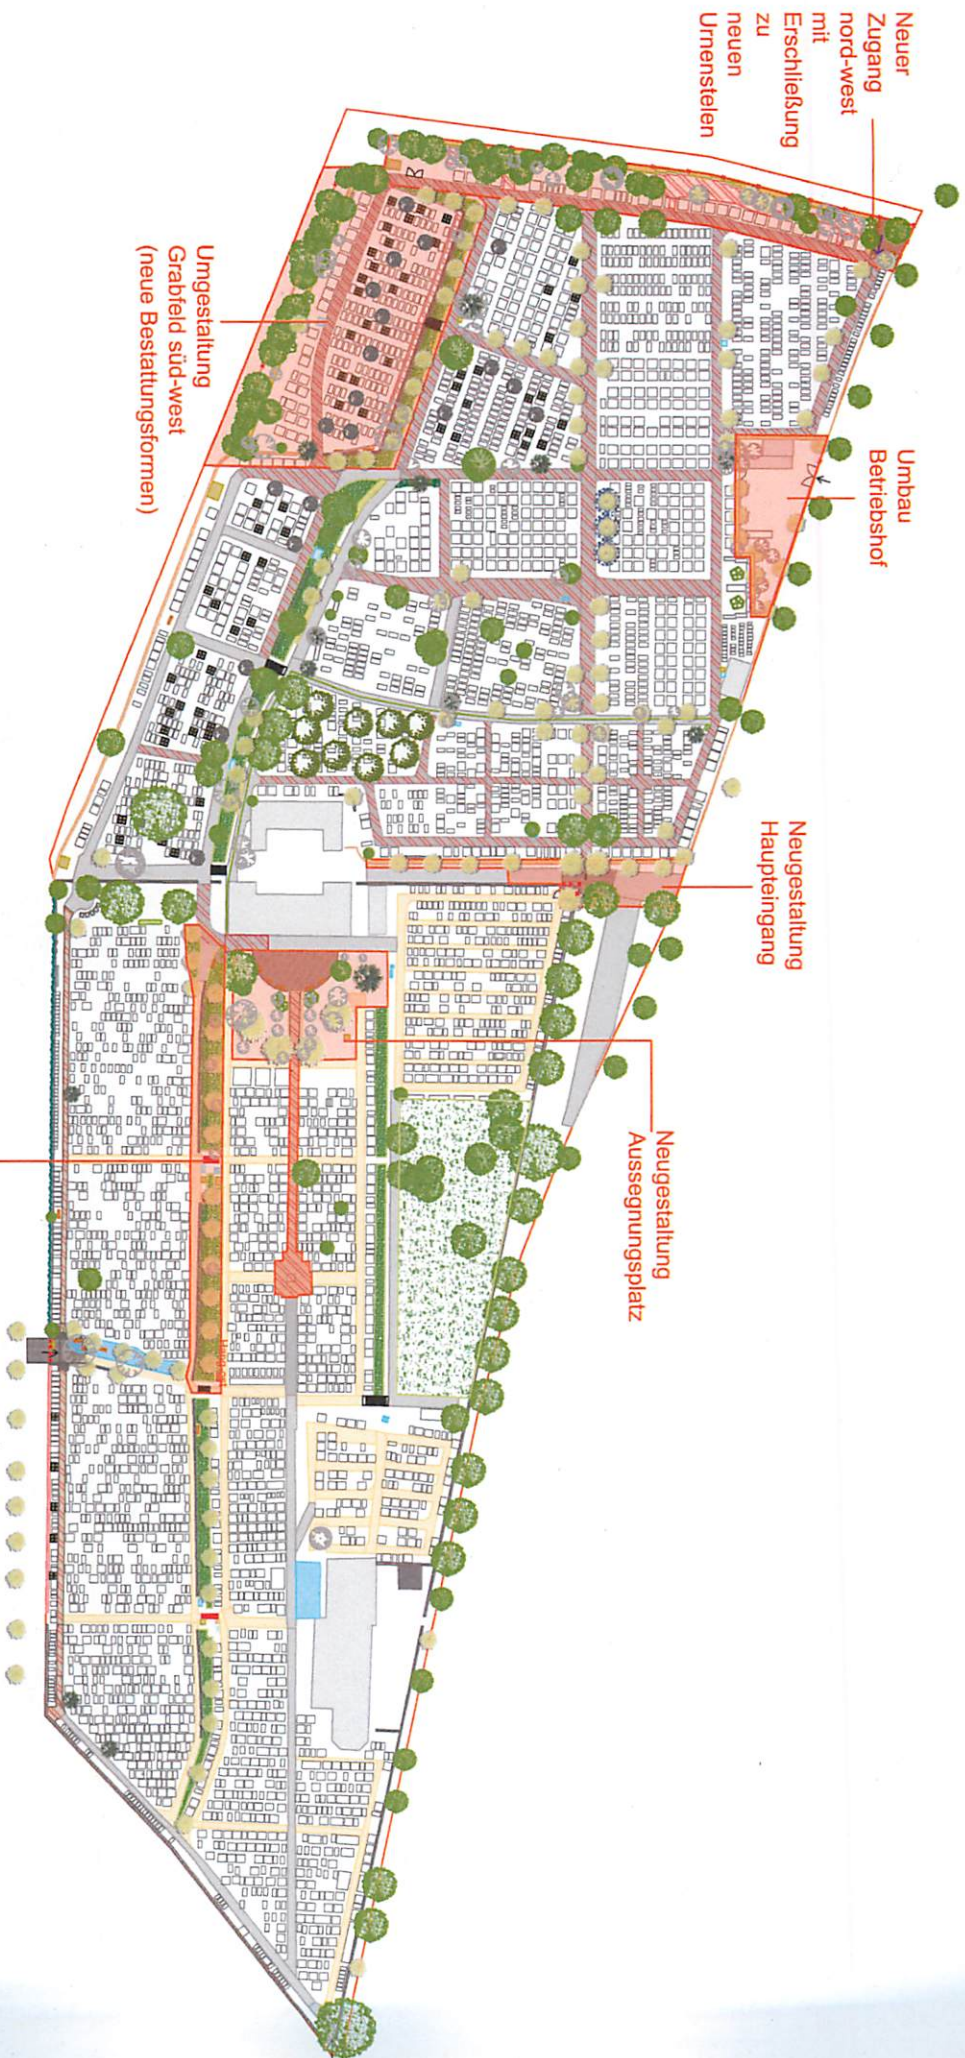 Neuer
Zugang
nord-west
mit
Erschließung
zu
neuen
Urnenstelen
Umbau
Betriebshof
Neugestaltung
Haupteingang
Neugestaltung
Aussegnungsplatz
Umgestaltung
Grabfeld süd-west
(neue Bestattungsformen)